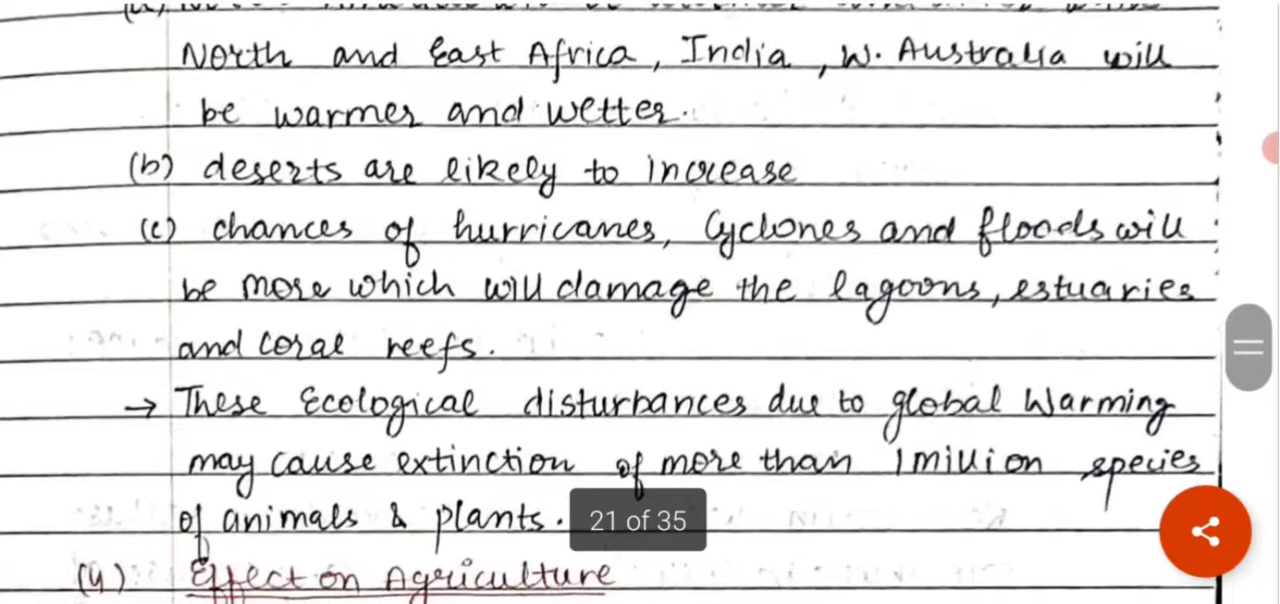 North and East Africa, India, W. Australia will
be warmer and wetter.
(b) deserts are likely to increase
(c) chances of hurricanes, Cyclones and floods will
be more which will damage the lagoons, estuaries
and coral reefs.
→ These Ecological disturbances due to global Warming
may cause extinction of more than 1 million species
of animals & plants.
21 of 35
(4) Effect on Agriculture